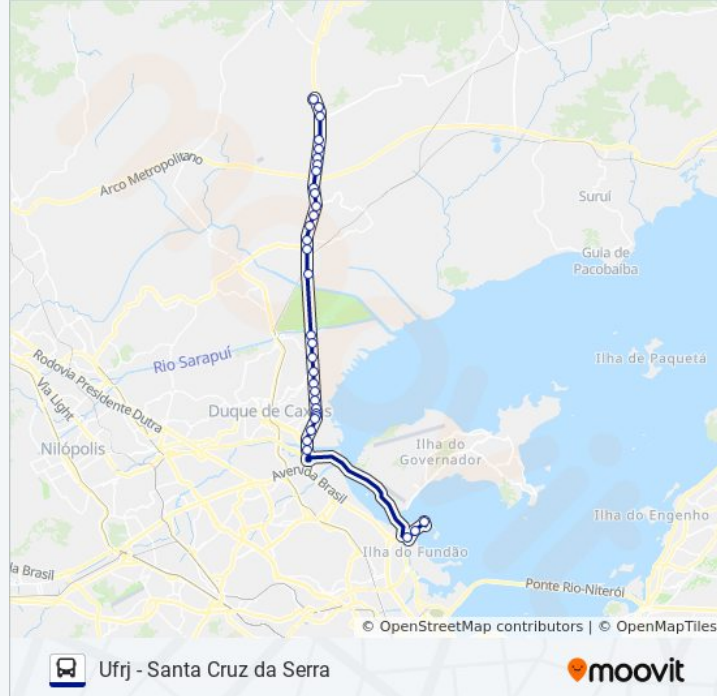 Arco Metropolitano
Suruí
Guia de
Pacobaíba
Rio Sarapuí
Ilha de Paquetá
Rodovia Presidente Dutra
Via Light
Duque de Caxias
Nilópolis
Ilha do
Governador
Avenida Brasil
Ilha do Engenho
Ilha do Fundão
la Brasil
Ponte Rio-Niterói
© OpenStreetMap contributors | © OpenMapTiles
Ufrj - Santa Cruz da Serra
moovit